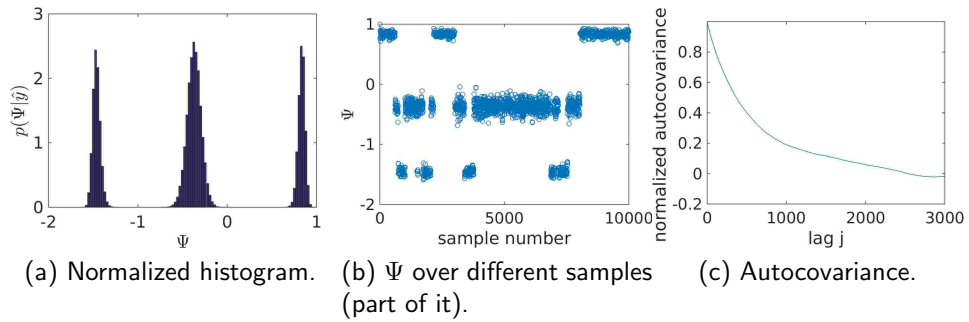 3
2
1
0
-2
-1
0
1
p(Ψ|ŷ)
Ψ
1
0
-1
-2
0
5000
10000
Ψ
sample number
0.8
0.6
0.4
0.2
0
-0.2
0
1000
2000
3000
normalized autocovariance
lag j
(a) Normalized histogram.
(b) Ψ over different samples
(part of it).
(c) Autocovariance.